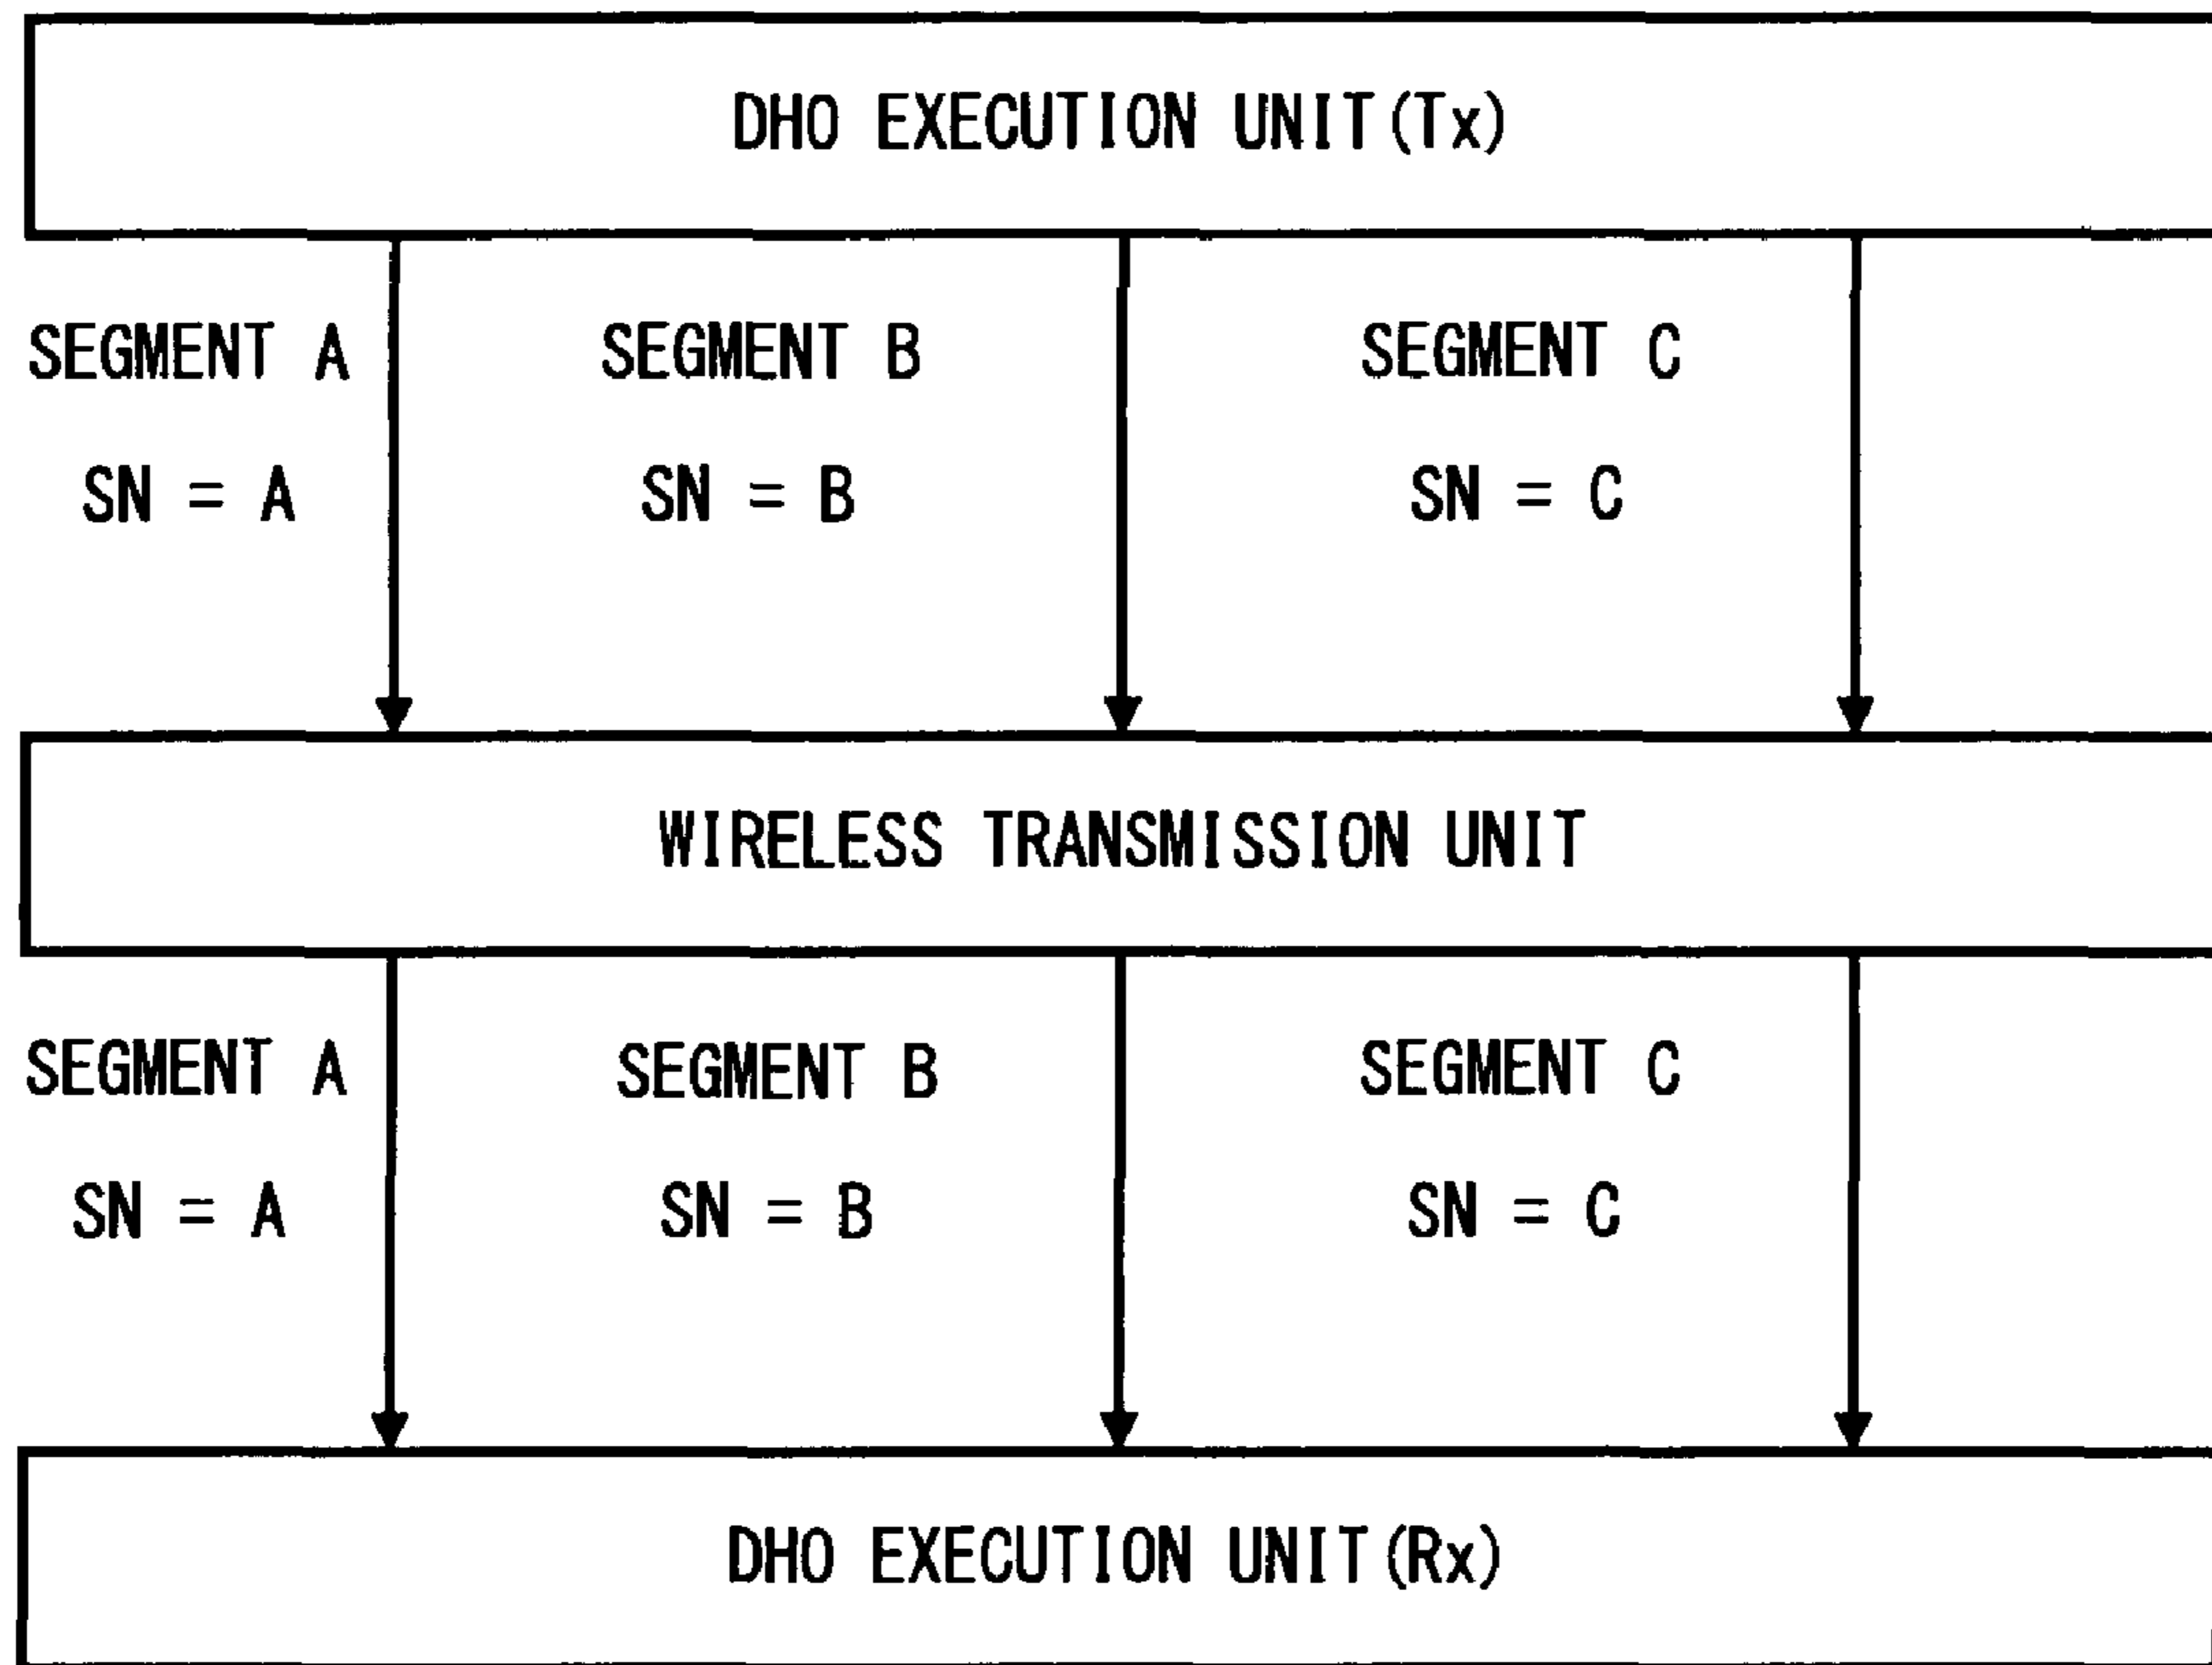 DHO EXECUTION UNIT(Tx)
SEGMENT A SEGMENT B SEGMENT C
SN = A SN = B SN = C
WIRELESS TRANSMISSION UNIT
SEGMENT A SEGMENT B SEGMENT C
SN = A SN = B SN = C
DHO EXECUTION UNIT(Rx)